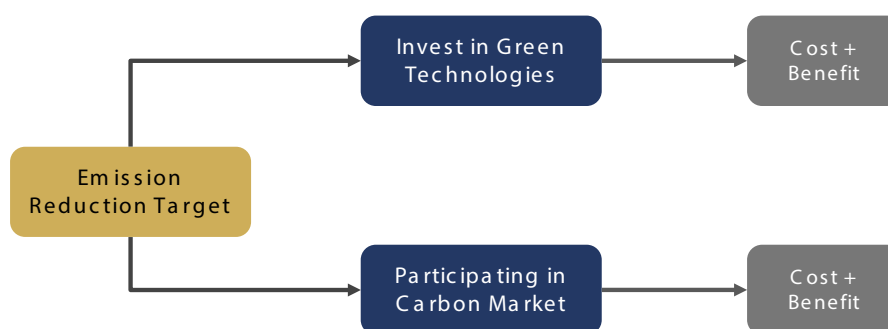 Invest in Green
Technologies
Cost +
Benefit
Emission
Reduction Target
Participating in
Carbon Market
Cost +
Benefit